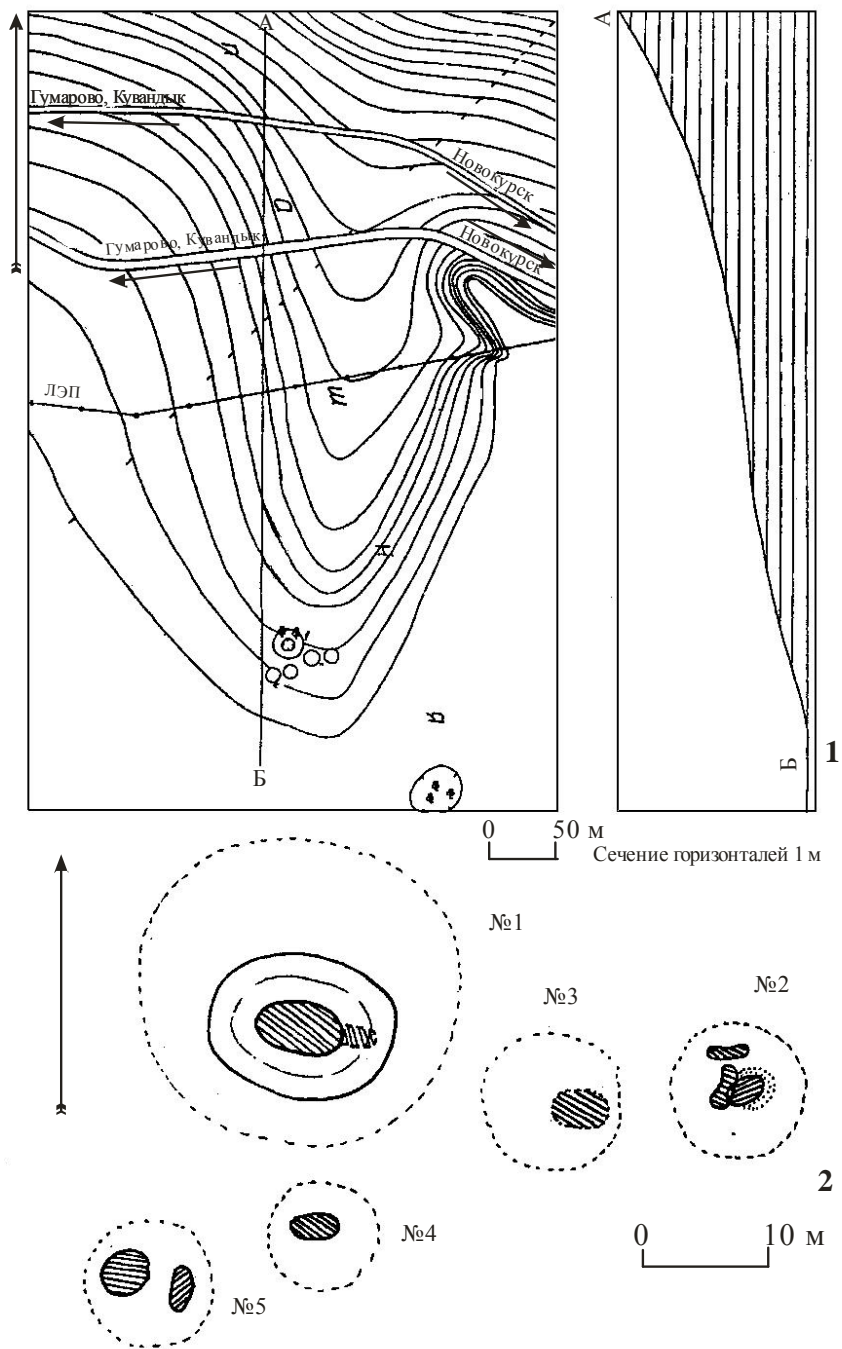 А
А
Гумарово, Кувандык
Новокурск
Гумарово, Кувандык
Новокурск
ЛЭП
Б
Б
1
0 50 м
Сечение горизонталей 1 м
№1
№3
№2
2
№4
0 10 м
№5